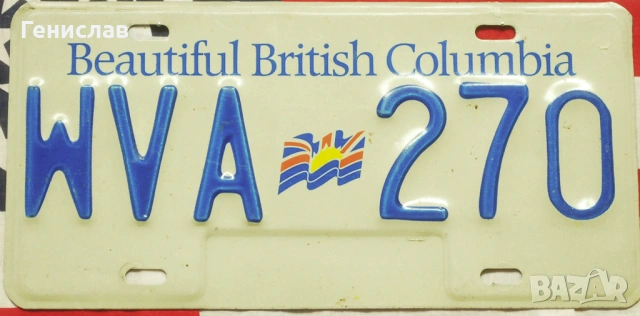 Генислав
Beautiful British Columbia
WVA 270
BAZAR